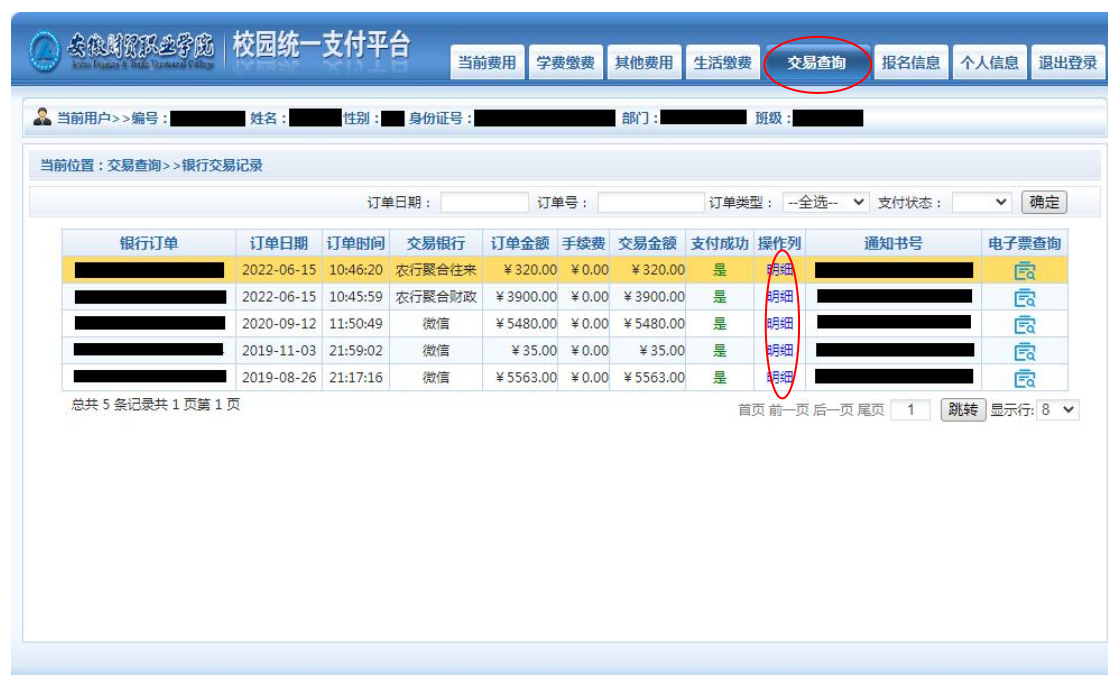 安徽财贸职业学院 校园统一支付平台
当前费用 学费缴费 其他费用 生活缴费 交易查询 报名信息 个人信息 退出登录
当前用户>>编号： 姓名： 性别： 身份证号： 部门： 班级：
当前位置：交易查询>>银行交易记录
订单日期： 订单号： 订单类型： --全选-- 支付状态： 确定
银行订单 订单日期 订单时间 交易银行 订单金额 手续费 交易金额 支付成功 操作列 通知书号 电子票查询
2022-06-15 10:46:20 农行聚合往来 ￥320.00 ￥0.00 ￥320.00 是 明细
2022-06-15 10:45:59 农行聚合财政 ￥3900.00 ￥0.00 ￥3900.00 是 明细
2020-09-12 11:50:49 微信 ￥5480.00 ￥0.00 ￥5480.00 是 明细
2019-11-03 21:59:02 微信 ￥35.00 ￥0.00 ￥35.00 是 明细
2019-08-26 21:17:16 微信 ￥5563.00 ￥0.00 ￥5563.00 是 明细
总共 5 条记录共 1 页第 1 页
首页 前一页 后一页 尾页 1 跳转 显示行: 8